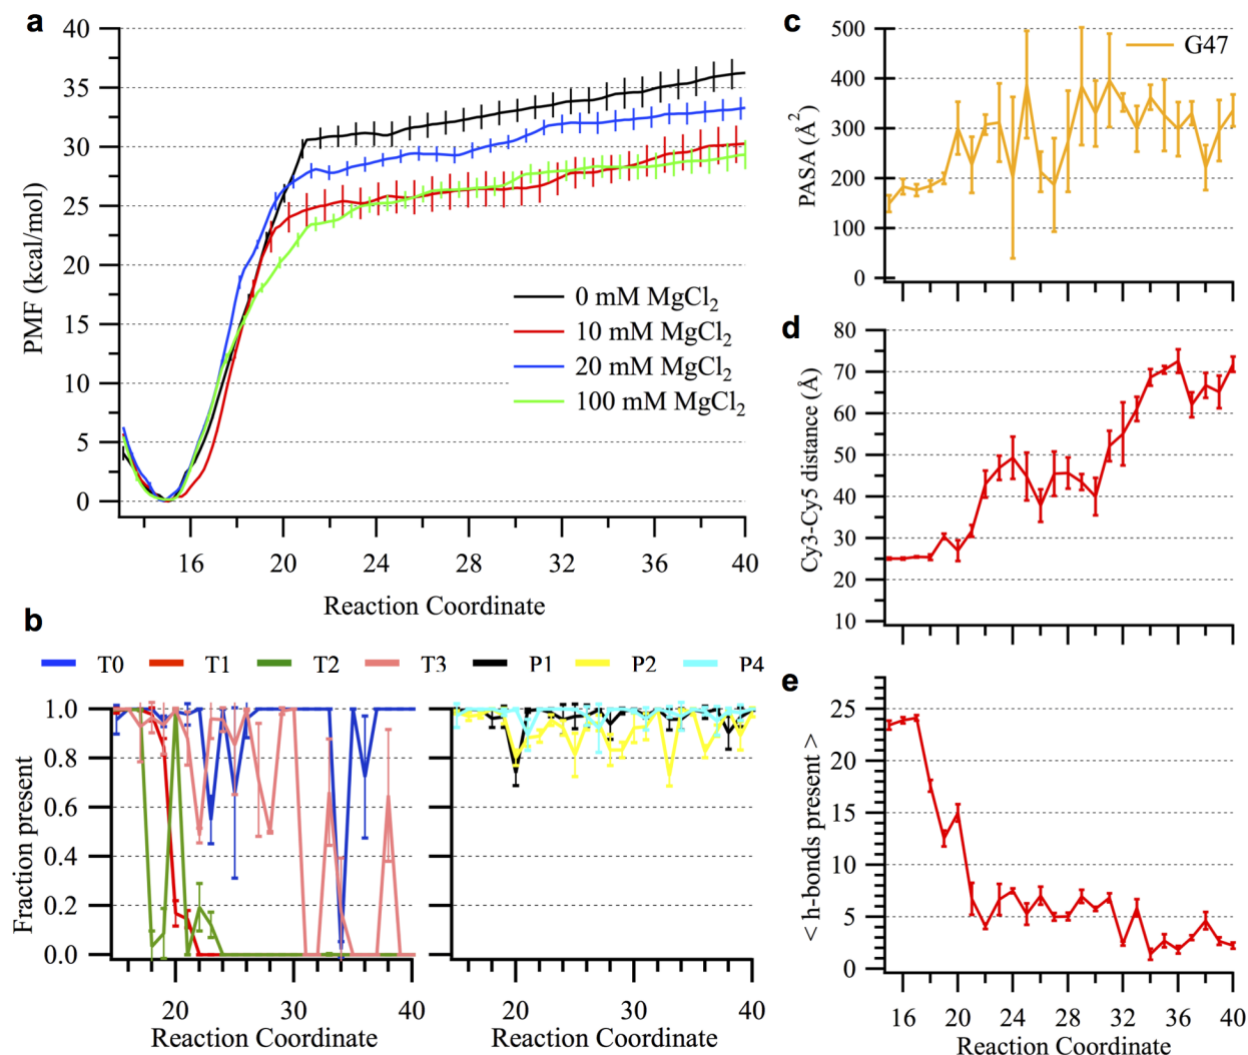 a
40
35
30
25
20
15
10
5
0
PMF (kcal/mol)
0 mM MgCl2
10 mM MgCl2
20 mM MgCl2
100 mM MgCl2
16 20 24 28 32 36 40
Reaction Coordinate
b
T0 T1 T2 T3 P1 P2 P4
1.0
0.8
0.6
0.4
0.2
0.0
Fraction present
20 30 40 20 30 40
Reaction Coordinate Reaction Coordinate
c
500
400
300
200
100
0
PASA (Å2)
G47
d
80
70
60
50
40
30
20
10
Cy3-Cy5 distance (Å)
e
25
20
15
10
5
0
< h-bonds present >
16 20 24 28 32 36 40
Reaction Coordinate